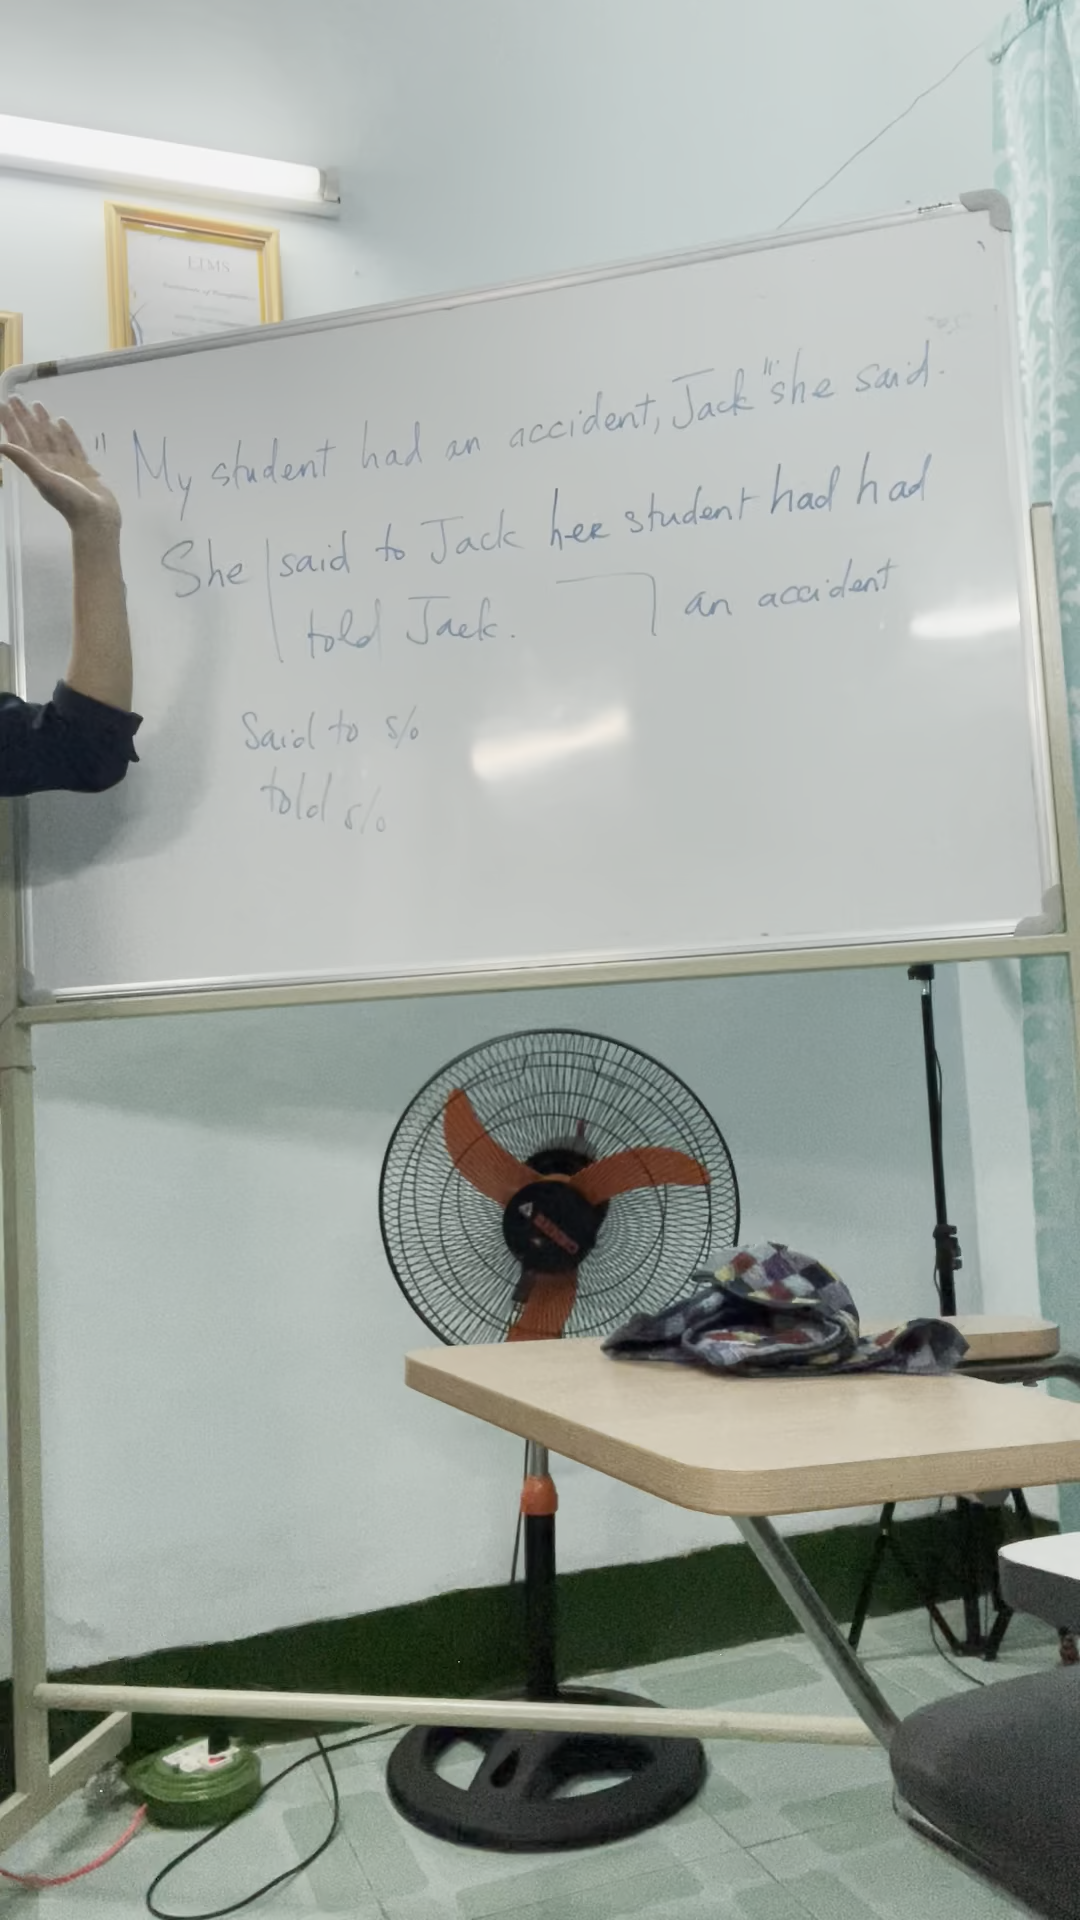 EIMS
" My student had an accident, Jack" she said.
She said to Jack her student had had
told Jack. an accident
Said to s/o
told s/o